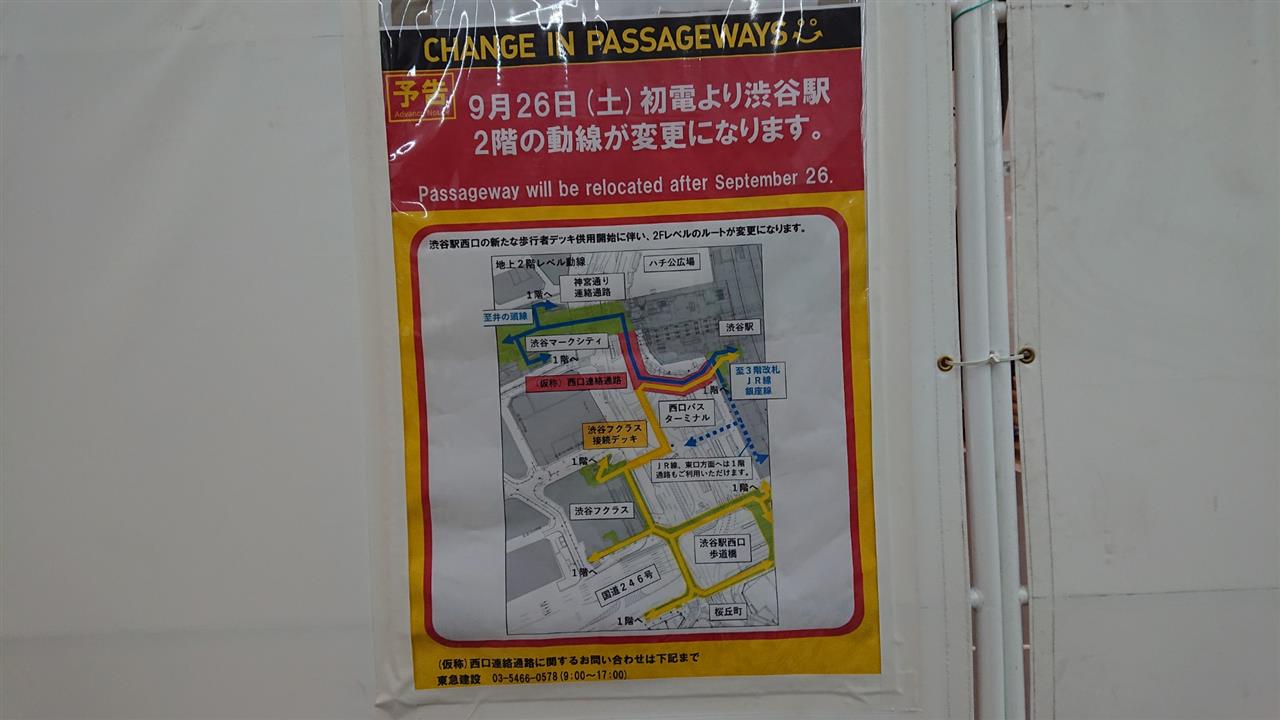 CHANGE IN PASSAGEWAYS
予告
Advance Notice
9月26日(土)初電より渋谷駅
2階の動線が変更になります。
Passageway will be relocated after September 26.
渋谷駅西口の新たな歩行者デッキ供用開始に伴い、2Fレベルのルートが変更になります。
地上2階レベル動線
ハチ公広場
神宮通り
連絡通路
1階へ
至井の頭線
渋谷駅
渋谷マークシティ
1階へ
至3階改札
JR線
銀座線
(仮称)西口連絡通路
1階へ
西口バス
ターミナル
渋谷フクラス
接続デッキ
1階へ
JR線、東口方面へは1階
通路もご利用いただけます。
1階へ
渋谷フクラス
渋谷駅西口
歩道橋
1階へ
国道246号
桜丘町
1階へ
(仮称)西口連絡通路に関するお問い合わせは下記まで
東急建設 03-5466-0578(9:00～17:00)